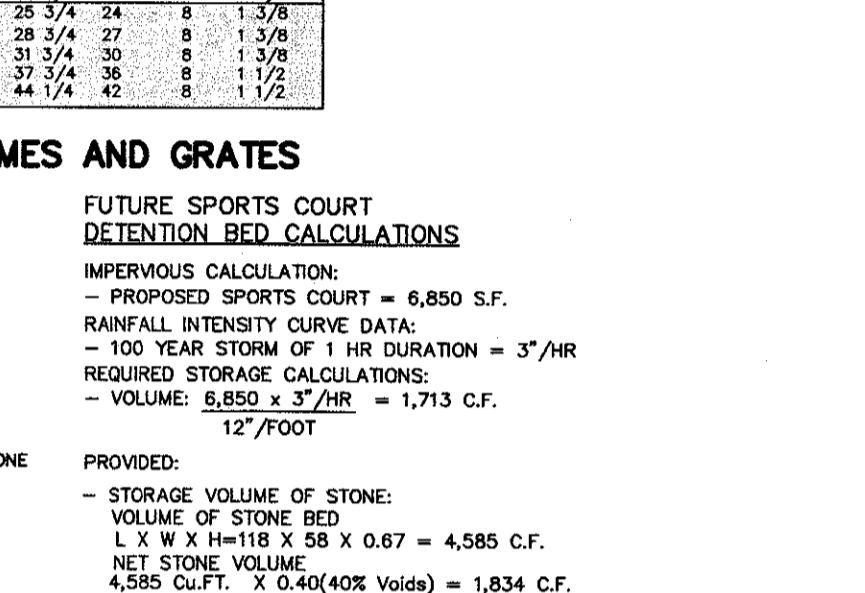 25 3/4 24 8 1 3/8
28 3/4 27 8 1 3/8
31 3/4 30 8 1 3/8
37 3/4 36 8 1 1/2
44 1/4 42 8 1 1/2
MES AND GRATES
FUTURE SPORTS COURT
DETENTION BED CALCULATIONS
IMPERVIOUS CALCULATION:
– PROPOSED SPORTS COURT = 6,850 S.F.
RAINFALL INTENSITY CURVE DATA:
– 100 YEAR STORM OF 1 HR DURATION = 3"/HR
REQUIRED STORAGE CALCULATIONS:
– VOLUME: 6,850 x 3"/HR = 1,713 C.F.
12"/FOOT
ONE PROVIDED:
– STORAGE VOLUME OF STONE:
VOLUME OF STONE BED
L X W X H=118 X 58 X 0.67 = 4,585 C.F.
NET STONE VOLUME
4,585 Cu.FT. X 0.40(40% Voids) = 1,834 C.F.